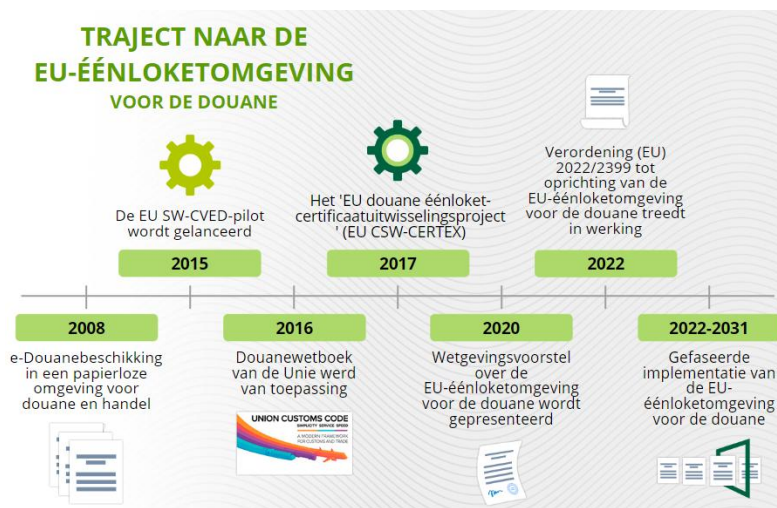 TRAJECT NAAR DE
EU-ÉÉNLOKETOMGEVING
VOOR DE DOUANE
2008
e-Douanebeschikking
in een papierloze
omgeving voor
douane en handel
De EU SW-CVED-pilot
wordt gelanceerd
2015
2016
Douanewetboek
van de Unie werd
van toepassing
UNION CUSTOMS CODE
SIMPLICITY SERVICE SPEED
A MODERN FRAMEWORK
FOR CUSTOMS AND TRADE
Het 'EU douane éénloket-
certificaatuitwisselingsproject
' (EU CSW-CERTEX)
2017
2020
Wetgevingsvoorstel
over de
EU-éénloketomgeving
voor de douane wordt
gepresenteerd
Verordening (EU)
2022/2399 tot
oprichting van de
EU-éénloketomgeving
voor de douane treedt
in werking
2022
2022-2031
Gefaseerde
implementatie van
de EU-
éénloketomgeving
voor de douane